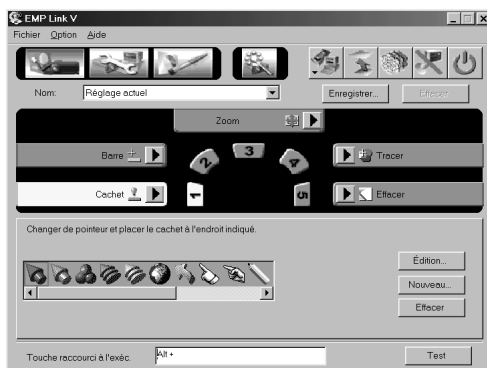 EMP Link V
Fichier Option Aide
Nom: Réglage actuel Enregistrer... Effacer
Zoom
2 3 4
Barre Tracer
Cachet 1 5 Effacer
Changer de pointeur et placer le cachet à l'endroit indiqué.
Édition...
Nouveau...
Effacer
Touche raccourci à l'exéc. Alt + Test